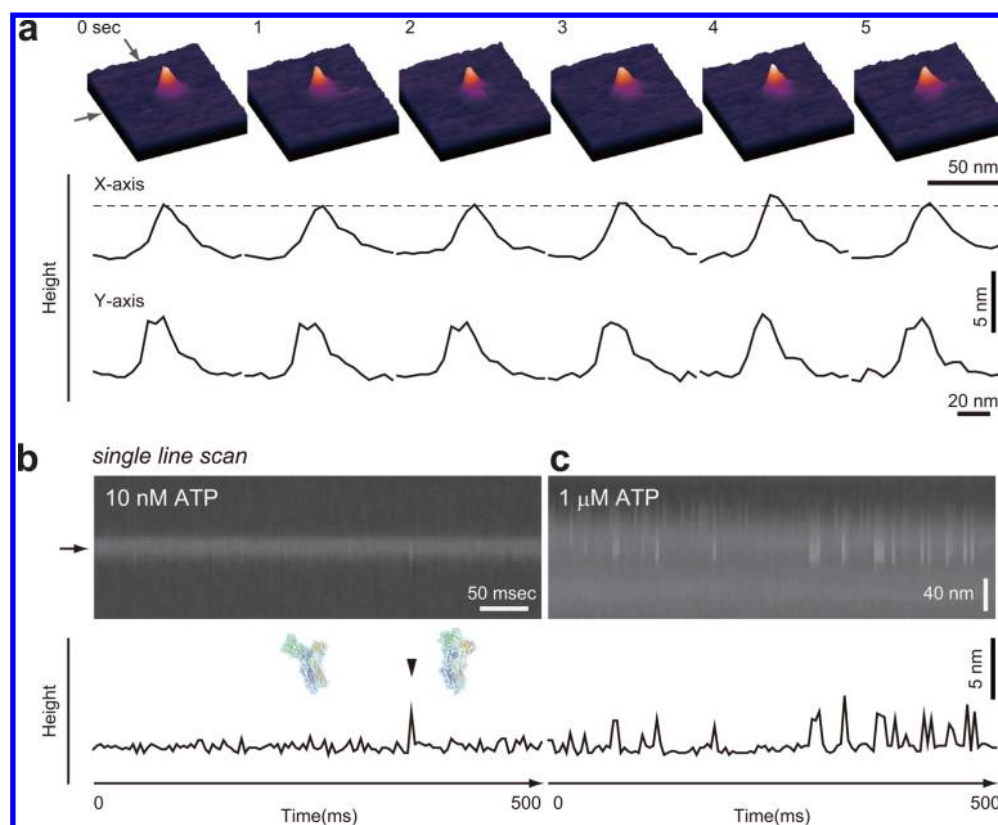 a 0 sec 1 2 3 4 5
50 nm
X-axis
Height
Y-axis
5 nm
20 nm
b single line scan c
10 nM ATP 1 μM ATP
50 msec 40 nm
Height
5 nm
0 500 0 500
Time(ms) Time(ms)